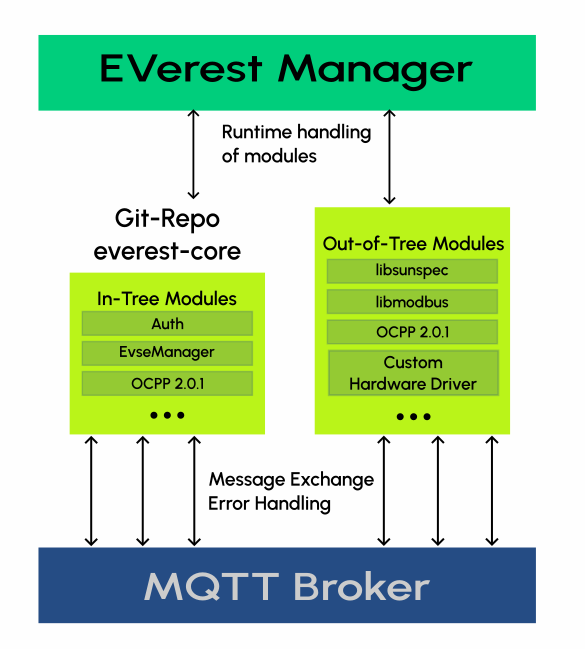 EVerest Manager
Runtime handling
of modules
Git-Repo
everest-core
In-Tree Modules
Auth
EvseManager
OCPP 2.0.1
•••
Out-of-Tree Modules
libsunspec
libmodbus
OCPP 2.0.1
Custom
Hardware Driver
•••
Message Exchange
Error Handling
MQTT Broker